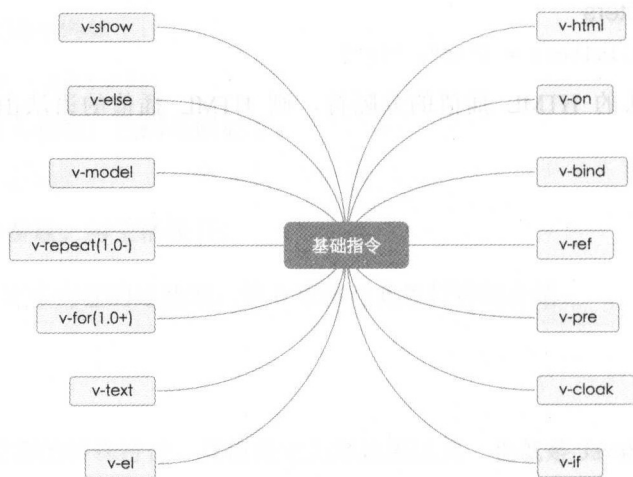 v-show
v-else
v-model
v-repeat(1.0-)
v-for(1.0+)
v-text
v-el
基础指令
v-html
v-on
v-bind
v-ref
v-pre
v-cloak
v-if